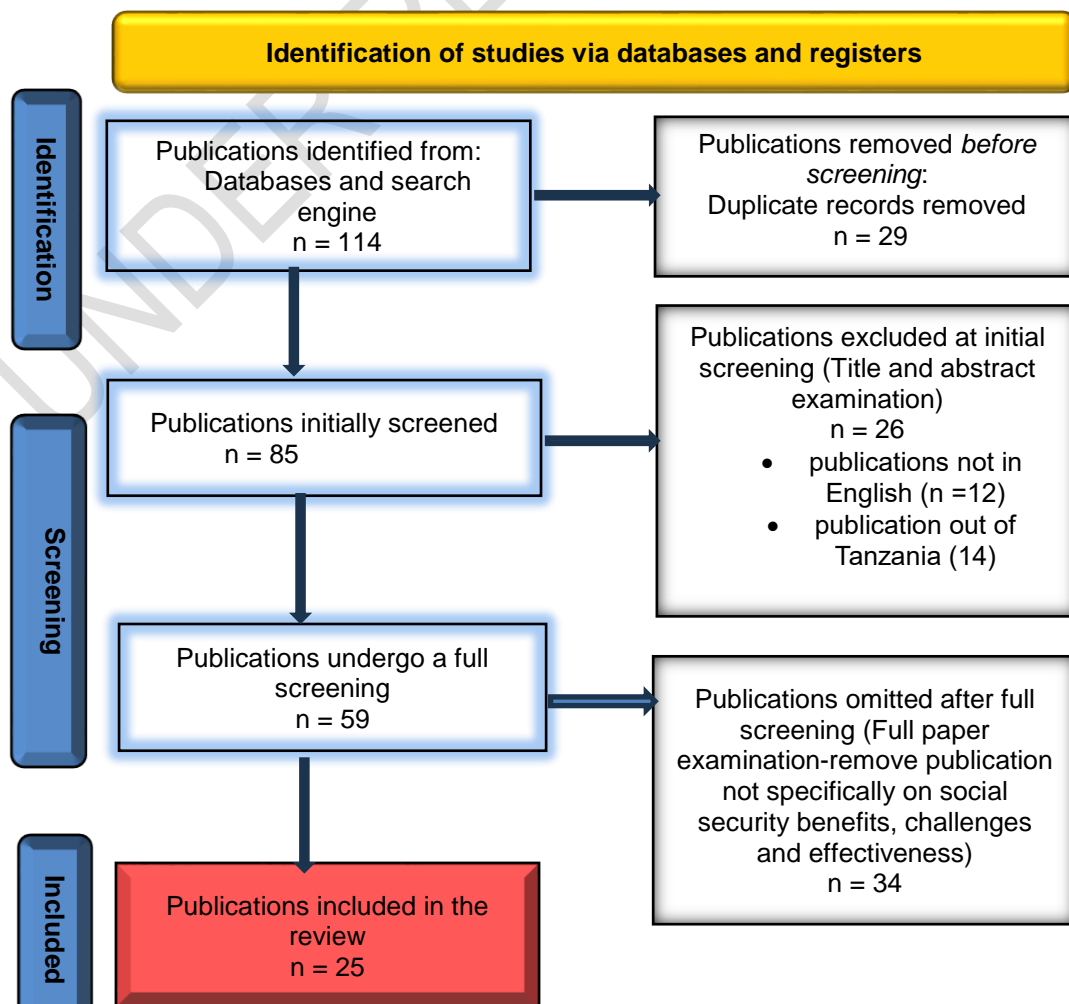 Identification of studies via databases and registers
Identification
Publications identified from:
Databases and search
engine
n = 114
Publications removed before
screening:
Duplicate records removed
n = 29
Screening
Publications initially screened
n = 85
Publications excluded at initial
screening (Title and abstract
examination)
n = 26
• publications not in
English (n =12)
• publication out of
Tanzania (14)
Publications undergo a full
screening
n = 59
Publications omitted after full
screening (Full paper
examination-remove publication
not specifically on social
security benefits, challenges
and effectiveness)
n = 34
Included
Publications included in the
review
n = 25
UNDER